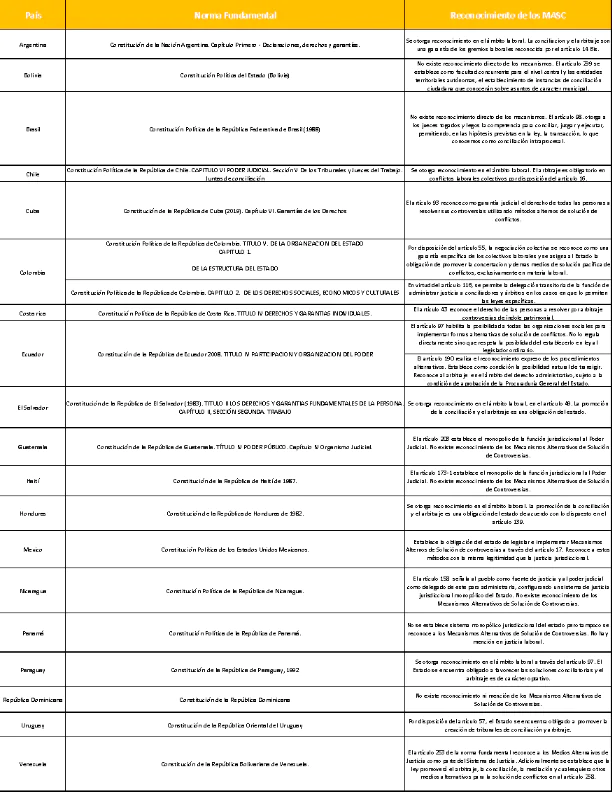 País
Norma Fundamental
Reconocimiento de los MASC
Argentina
Constitución de la Nación Argentina. Capítulo Primero - Declaraciones, derechos y garantías.
Se otorga reconocimiento en el ámbito laboral. La conciliación y el arbitraje son
una garantía de los gremios laborales reconocida por el artículo 14 Bis.
Bolivia
Constitución Política del Estado (Bolivia)
No existe reconocimiento directo de los mecanismos. El artículo 299 se
establece como facultad concurrente para el nivel central y las entidades
territoriales autónomas, el establecimiento de instancias de conciliación
ciudadana que conocerán sobre asuntos de carácter municipal.
Brasil
Constitución Política de la República Federativa de Brasil (1988)
No existe reconocimiento directo de los mecanismos. El artículo 98, otorga a
los jueces togados y legos la competencia para conciliar, juzgar y ejecutar,
permitiendo, en las hipótesis previstas en la ley, la transacción, lo que
conocemos como conciliación intraprocesal.
Chile
Constitución Política de la República de Chile. CAPITULO VI PODER JUDICIAL. Sección V De los Tribunales y Jueces del Trabajo.
Juntas de conciliación
Se otorga reconocimiento en el ámbito laboral. El arbitraje es obligatorio en
conflictos laborales colectivos por disposición del artículo 16.
Cuba
Constitución de la República de Cuba (2019). Capítulo VI. Garantías de los Derechos
El artículo 93 reconoce como garantía judicial el derecho de todas las personas a
resolver sus controversias utilizando métodos alternos de solución de
conflictos.
Colombia
Constitución Política de la República de Colombia. TITULO V. DE LA ORGANIZACION DEL ESTADO
CAPITULO 1.
DE LA ESTRUCTURA DEL ESTADO
Por disposición del artículo 55, la negociación colectiva se reconoce como una
garantía específica de los colectivos laborales y se asigna al Estado la
obligación de promover la concertación y demas medios de solución pacífica de
conflictos, exclusivamente en materia laboral.
Constitución Política de la República de Colombia. CAPITULO 2. DE LOS DERECHOS SOCIALES, ECONOMICOS Y CULTURALES
En virtud del artículo 116, se permite la delegación transitoria de la función de
administrar justicia a conciliadores y árbitros en los casos en que lo permiten
las leyes específicas.
Costa rica
Constitución Política de la República de Costa Rica. TITULO IV DERECHOS Y GARANTIAS INDIVIDUALES.
El artículo 43 reconoce el derecho de las personas a resolver por arbitraje
controversias de índole patrimonial.
Ecuador
Constitución de la República de Ecuador 2008. TITULO IV PARTICIPACION Y ORGANIZACION DEL PODER
El artículo 97 habilita la posibilidad a todas las organizaciones sociales para
implementar formas alternativas de solución de conflictos. No lo regula
directamente sino que respeta la posibilidad del establecerlo en ley al
legislador ordinario.
El artículo 190 realiza el reconocimiento expreso de los procedimientos
alternativos. Establece como condición la posibilidad natural de transigir.
Reconoce al arbitraje en el ámbito del derecho administrativo, sujeto a la
condición de aprobación de la Procuraduría General del Estado.
El Salvador
Constitución de la República de El Salvador (1983). TITULO II LOS DERECHOS Y GARANTIAS FUNDAMENTALES DE LA PERSONA.
CAPÍTULO II, SECCIÓN SEGUNDA. TRABAJO
Se otorga reconocimiento en el ámbito laboral, en el artículo 49. La promoción
de la conciliación y el arbitraje es una obligación del estado.
Guatemala
Constitución de la República de Guatemala. TÍTULO IV PODER PÚBLICO. Capítulo IV Organismo Judicial
El artículo 203 establece el monopolio de la función jurisdiccional al Poder
Judicial. No existe reconocimiento de los Mecanismos Alternativos de Solución
de Controversias.
Haití
Constitución de la República de Haití de 1987.
El artículo 173-1 establece el monopolio de la función jurisdiccional al Poder
Judicial. No existe reconocimiento de los Mecanismos Alternativos de Solución
de Controversias.
Honduras
Constitución de la República de Honduras de 1982.
Se otorga reconocimiento en el ámbito laboral. La promoción de la conciliación
y el arbitraje es una obligación del estado de acuerdo con lo dispuesto en el
artículo 139.
Mexico
Constitución Política de los Estados Unidos Mexicanos.
Establece la obligación del estado de legislar e implementar Mecanismos
Alternos de Solución de controversias a través del artículo 17. Reconoce a estos
métodos con la misma legitimidad que la justicia jurisdiccional.
Nicaragua
Constitución Política de la República de Nicaragua.
El artículo 158 señala al pueblo como fuente de justicia y al poder judicial
como delegado de este para administrarla, configurando un sistema de justicia
jurisdiccional monopólico del Estado. No existe reconocimiento de los
Mecanismos Alternativos de Solución de Controversias.
Panamá
Constitución Política de la República de Panamá.
No se establece sistema monopólico jurisdiccional del estado pero tampoco se
reconoce a los Mecanismos Alternativos de Solución de Controversias. No hay
mención en justicia laboral.
Paraguay
Constitución de la República de Paraguay, 1992
Se otorga reconocimiento en el ámbito laboral a través del artículo 97. El
Estado se encuentra obligado a favorecer las soluciones conciliatorias y el
arbitraje es de carácter optativo.
República Dominicana
Constitución de la República Dominicana
No existe reconocimiento ni mención de los Mecanismos Alternativos de
Solución de Controversias.
Uruguay
Constitución de la República Oriental del Uruguay
Por disposición del artículo 57, el Estado se encuentra obligado a promover la
creación de tribunales de conciliación y arbitraje.
Venezuela
Constitución de la República Bolivariana de Venezuela.
El artículo 253 de la norma fundamental reconoce a los Medios Alternativos de
Justicia como parte del Sistema de Justicia. Adicionalmente se establece que la
ley promoverá el arbitraje, la conciliación, la mediación y cualesquiera otros
medios alternativos para la solución de conflictos en al artículo 258.